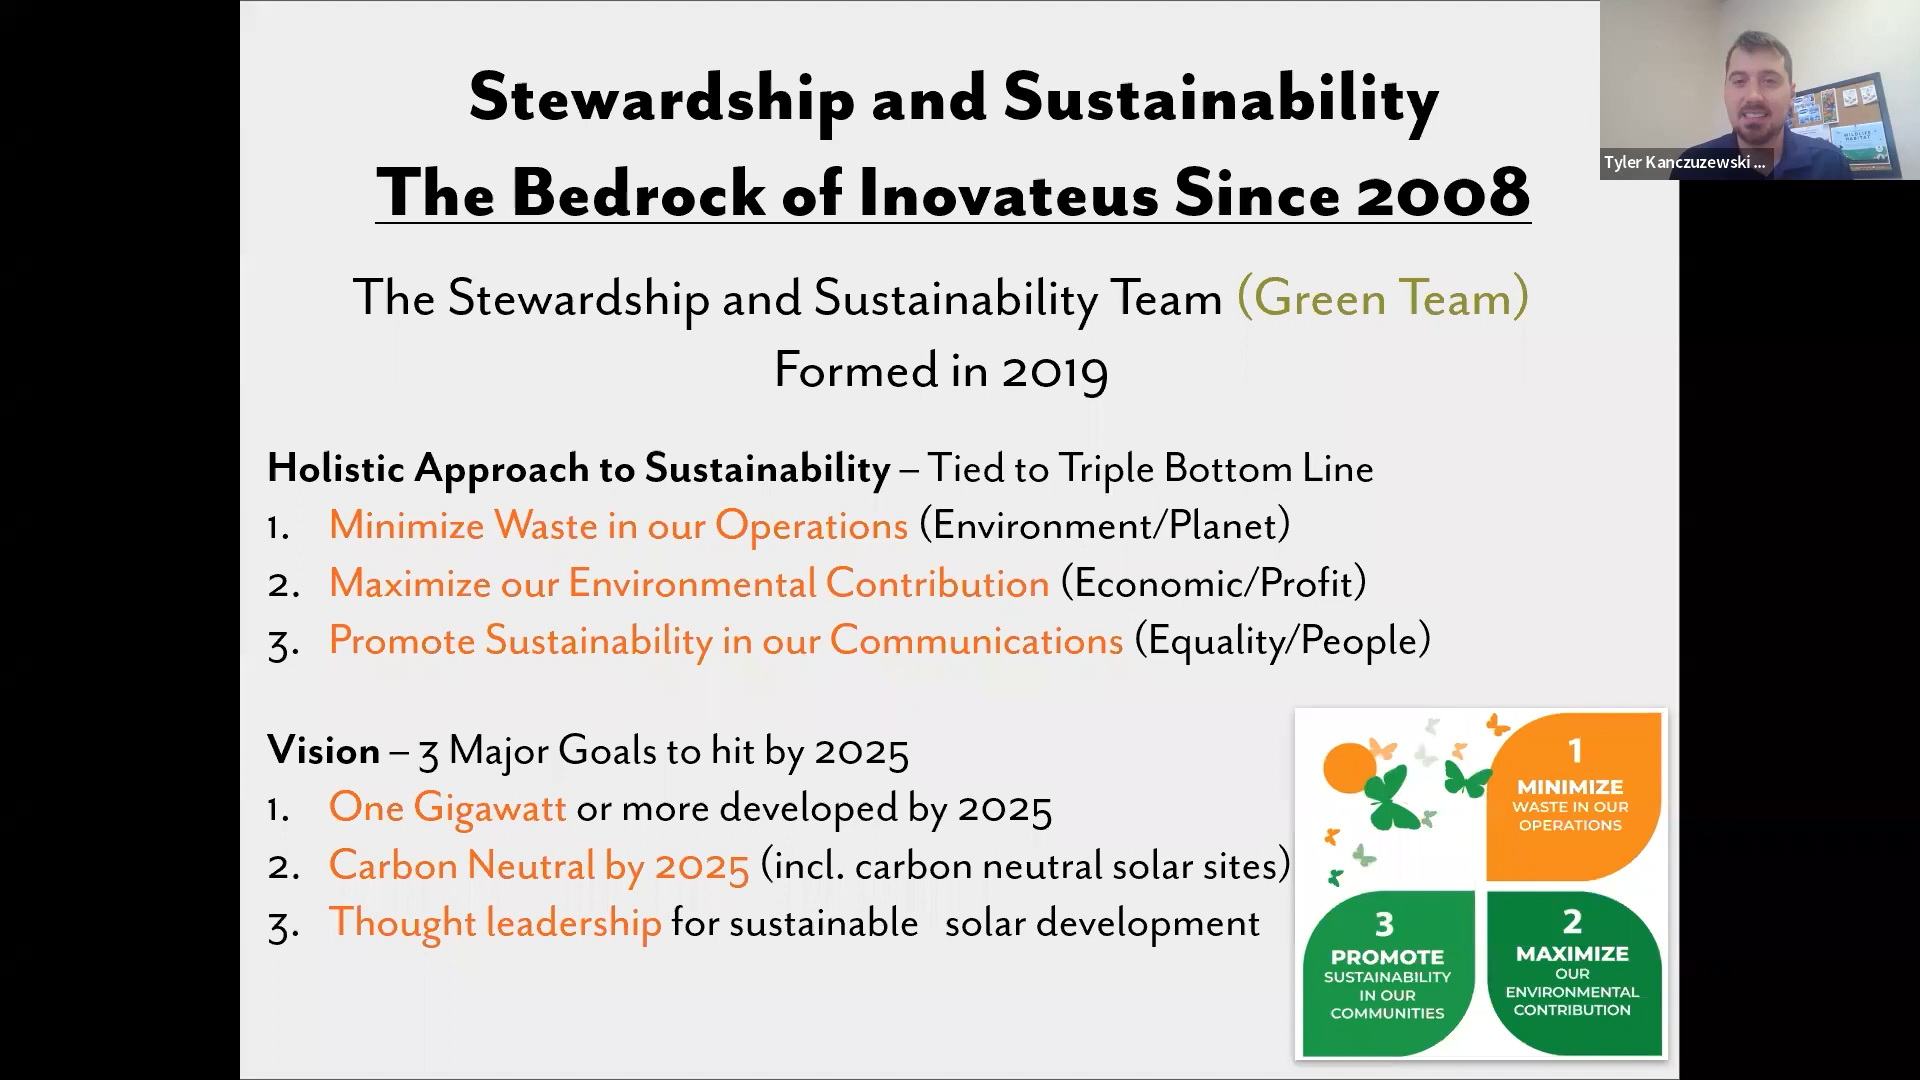 Stewardship and Sustainability
The Bedrock of Inovateus Since 2008
Tyler Kanczuzewski ...
WILDLIFE
HABITAT
The Stewardship and Sustainability Team (Green Team)
Formed in 2019
Holistic Approach to Sustainability – Tied to Triple Bottom Line
1. Minimize Waste in our Operations (Environment/Planet)
2. Maximize our Environmental Contribution (Economic/Profit)
3. Promote Sustainability in our Communications (Equality/People)
Vision – 3 Major Goals to hit by 2025
1. One Gigawatt or more developed by 2025
2. Carbon Neutral by 2025 (incl. carbon neutral solar sites)
3. Thought leadership for sustainable solar development
1
MINIMIZE
WASTE IN OUR
OPERATIONS
3
PROMOTE
SUSTAINABILITY
IN OUR
COMMUNITIES
2
MAXIMIZE
OUR
ENVIRONMENTAL
CONTRIBUTION